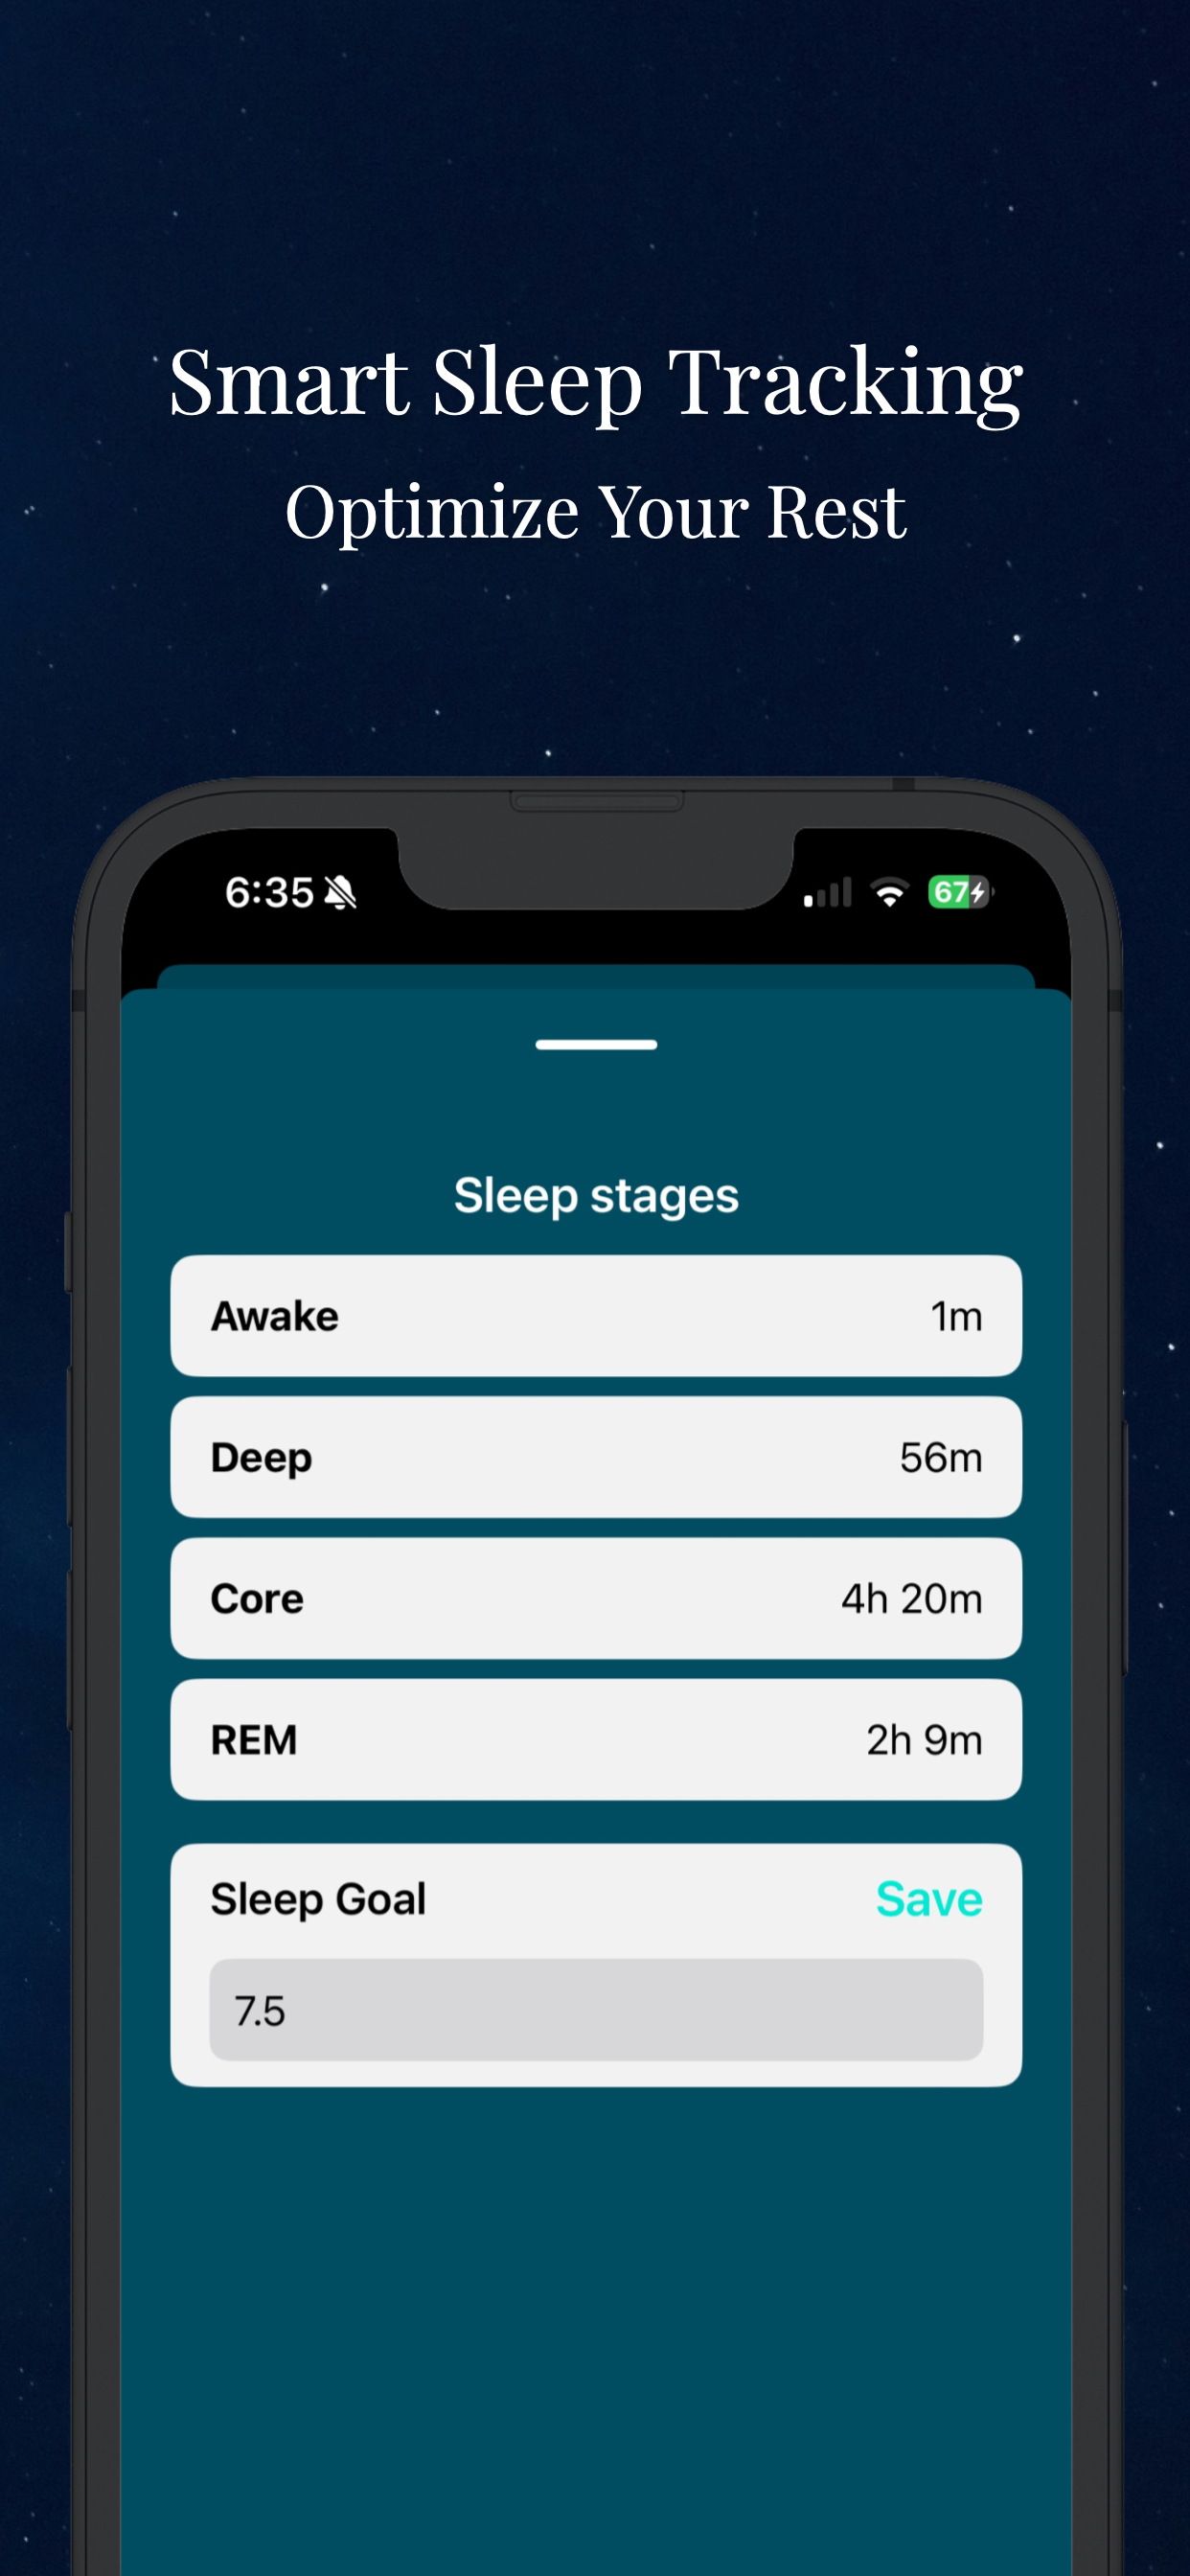 Smart Sleep Tracking
Optimize Your Rest
6:35 67
Sleep stages
Awake 1m
Deep 56m
Core 4h 20m
REM 2h 9m
Sleep Goal Save
7.5